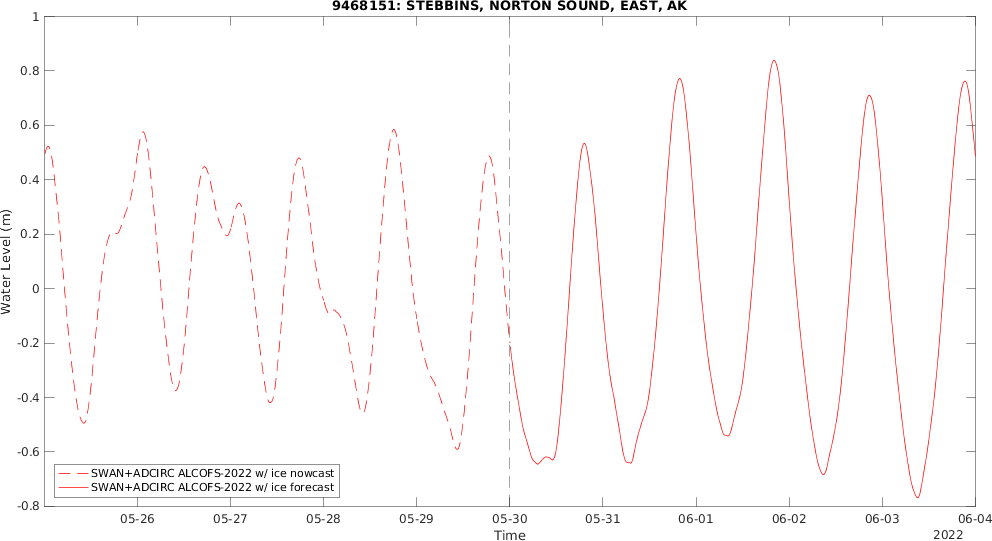 9468151: STEBBINS, NORTON SOUND, EAST, AK
Water Level (m)
1
0.8
0.6
0.4
0.2
0
-0.2
-0.4
-0.6
-0.8
SWAN+ADCIRC ALCOFS-2022 w/ ice nowcast
SWAN+ADCIRC ALCOFS-2022 w/ ice forecast
05-26 05-27 05-28 05-29 05-30 05-31 06-01 06-02 06-03 06-04
Time
2022